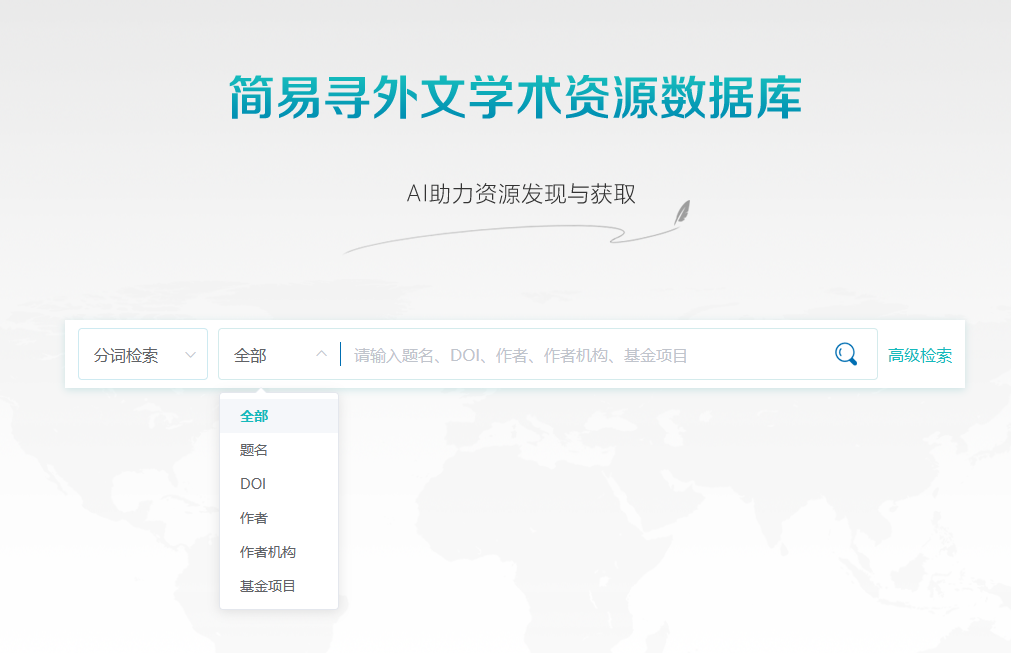 简易寻外文学术资源数据库
AI助力资源发现与获取
分词检索 全部 请输入题名、DOI、作者、作者机构、基金项目 高级检索
全部
题名
DOI
作者
作者机构
基金项目